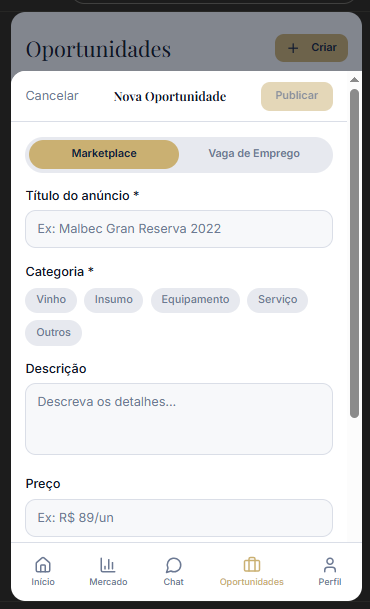 Oportunidades
+ Criar
Cancelar Nova Oportunidade Publicar
Marketplace Vaga de Emprego
Título do anúncio *
Ex: Malbec Gran Reserva 2022
Categoria *
Vinho Insumo Equipamento Serviço
Outros
Descrição
Descreva os detalhes...
Preço
Ex: R$ 89/un
Início Mercado Chat Oportunidades Perfil